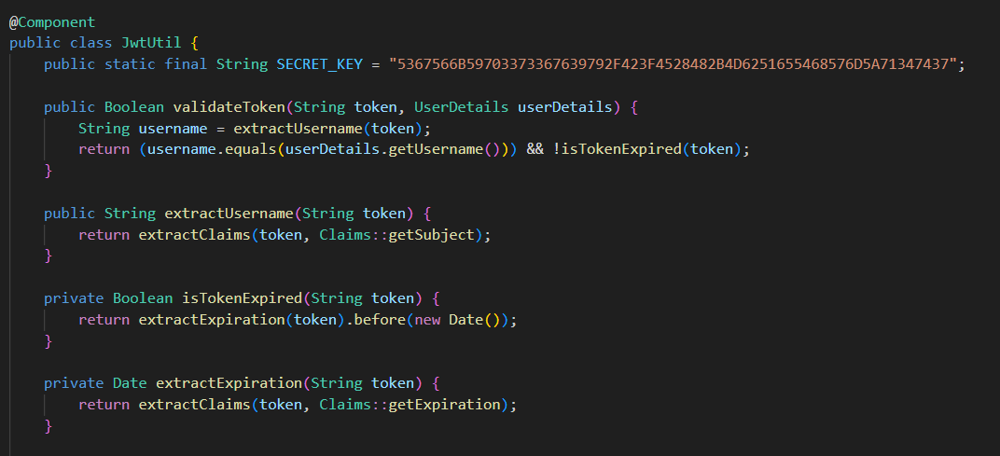 @Component
public class JwtUtil {
    public static final String SECRET_KEY = "5367566B59703373367639792F423F4528482B4D6251655468576D5A71347437";
    public Boolean validateToken(String token, UserDetails userDetails) {
        String username = extractUsername(token);
        return (username.equals(userDetails.getUsername())) && !isTokenExpired(token);
    }
    public String extractUsername(String token) {
        return extractClaims(token, Claims::getSubject);
    }
    private Boolean isTokenExpired(String token) {
        return extractExpiration(token).before(new Date());
    }
    private Date extractExpiration(String token) {
        return extractClaims(token, Claims::getExpiration);
    }